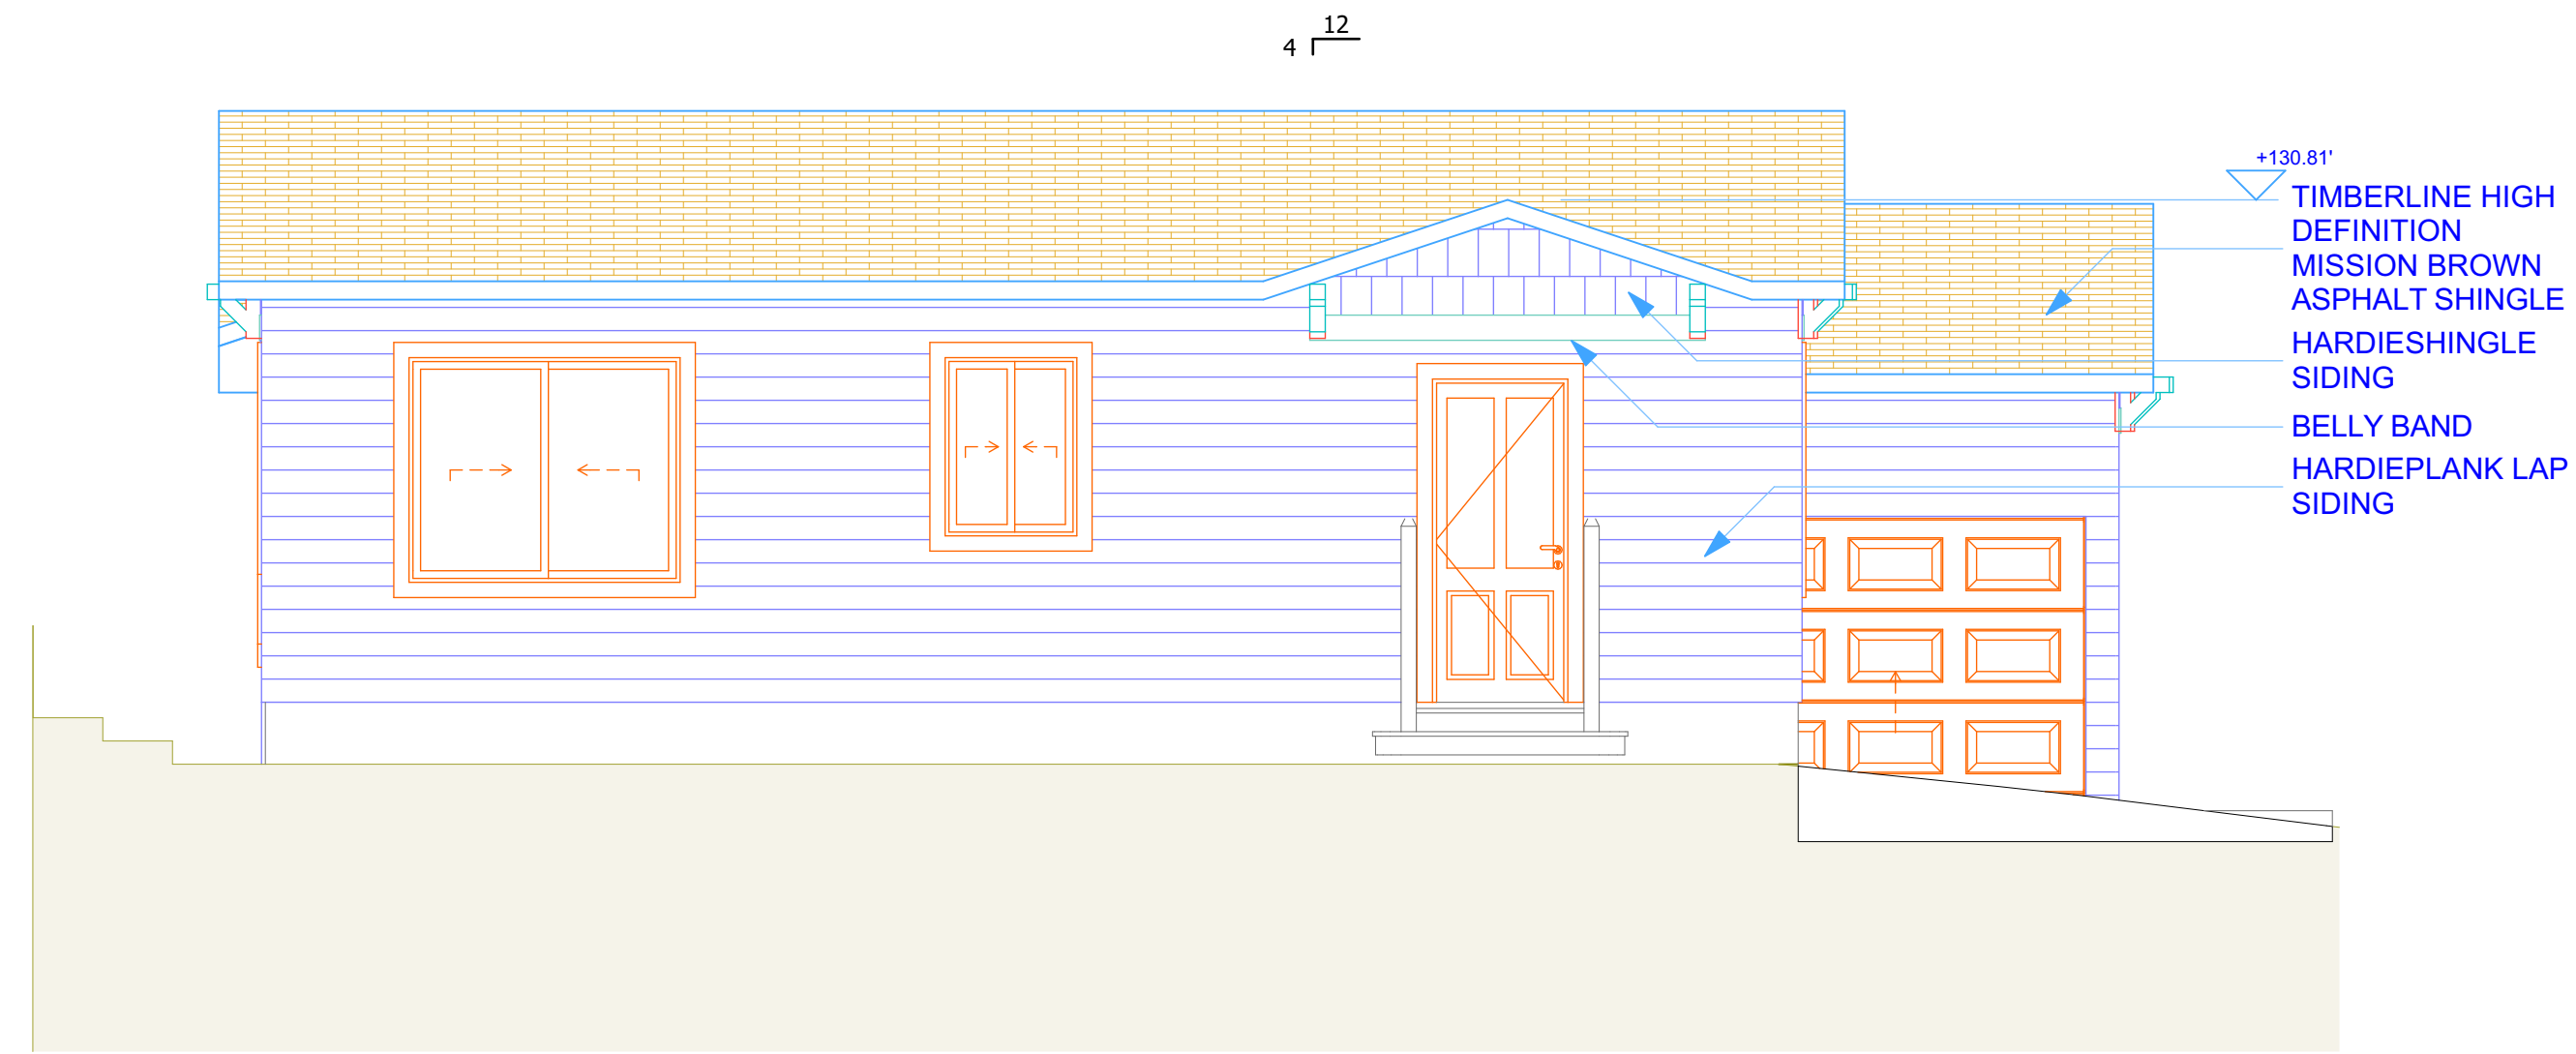 12
4
+130.81'
TIMBERLINE HIGH
DEFINITION
MISSION BROWN
ASPHALT SHINGLE
HARDIESHINGLE
SIDING
BELLY BAND
HARDIEPLANK LAP
SIDING